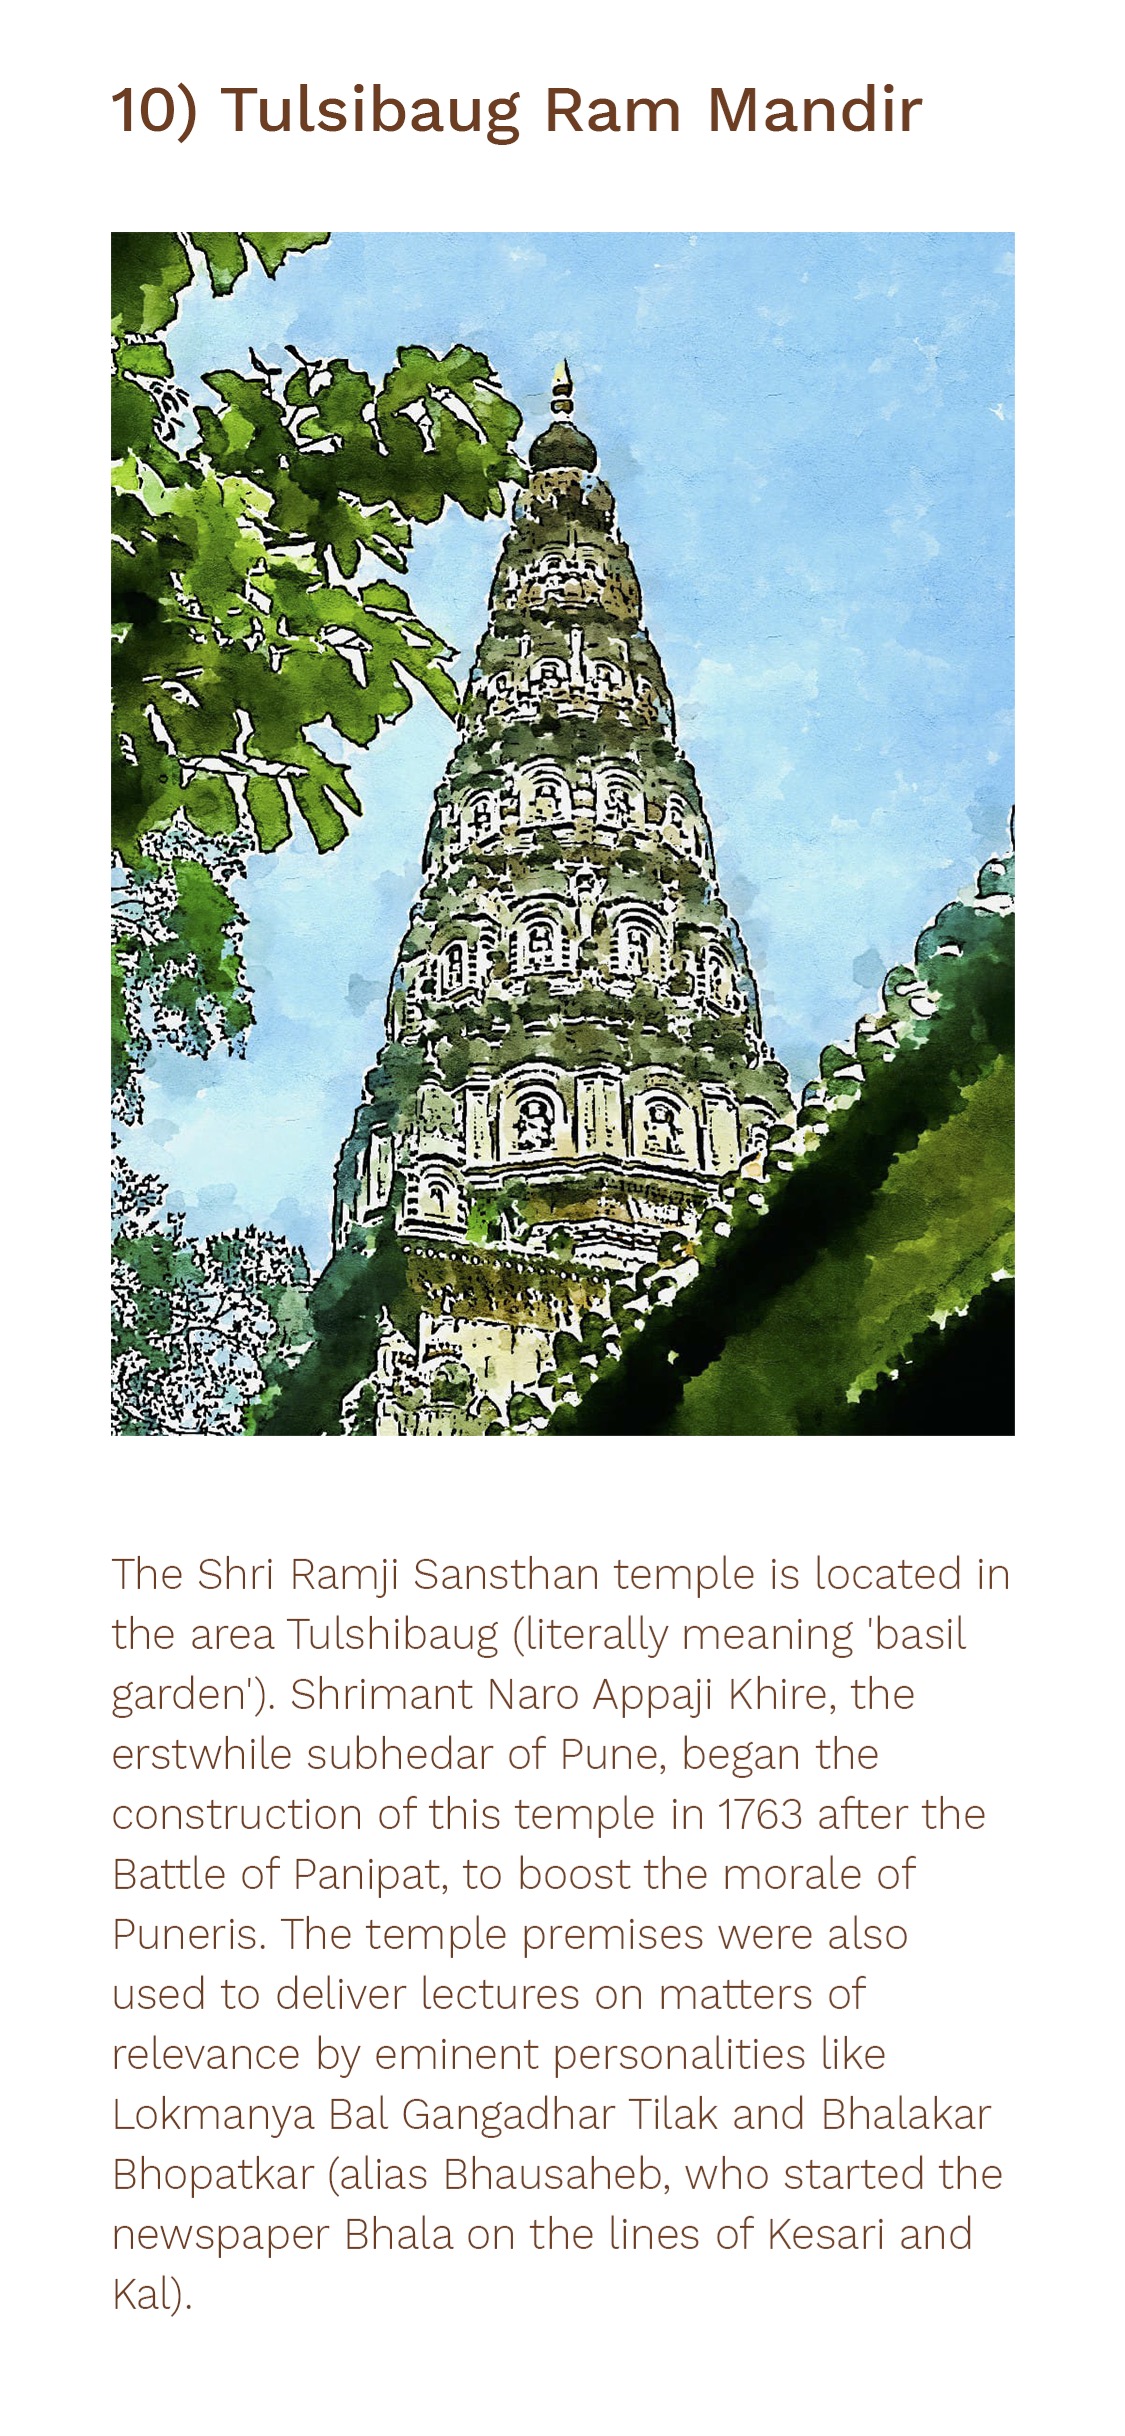 10) Tulsibaug Ram Mandir
The Shri Ramji Sansthan temple is located in
the area Tulshibaug (literally meaning 'basil
garden'). Shrimant Naro Appaji Khire, the
erstwhile subhedar of Pune, began the
construction of this temple in 1763 after the
Battle of Panipat, to boost the morale of
Puneris. The temple premises were also
used to deliver lectures on matters of
relevance by eminent personalities like
Lokmanya Bal Gangadhar Tilak and Bhalakar
Bhopatkar (alias Bhausaheb, who started the
newspaper Bhala on the lines of Kesari and
Kal).